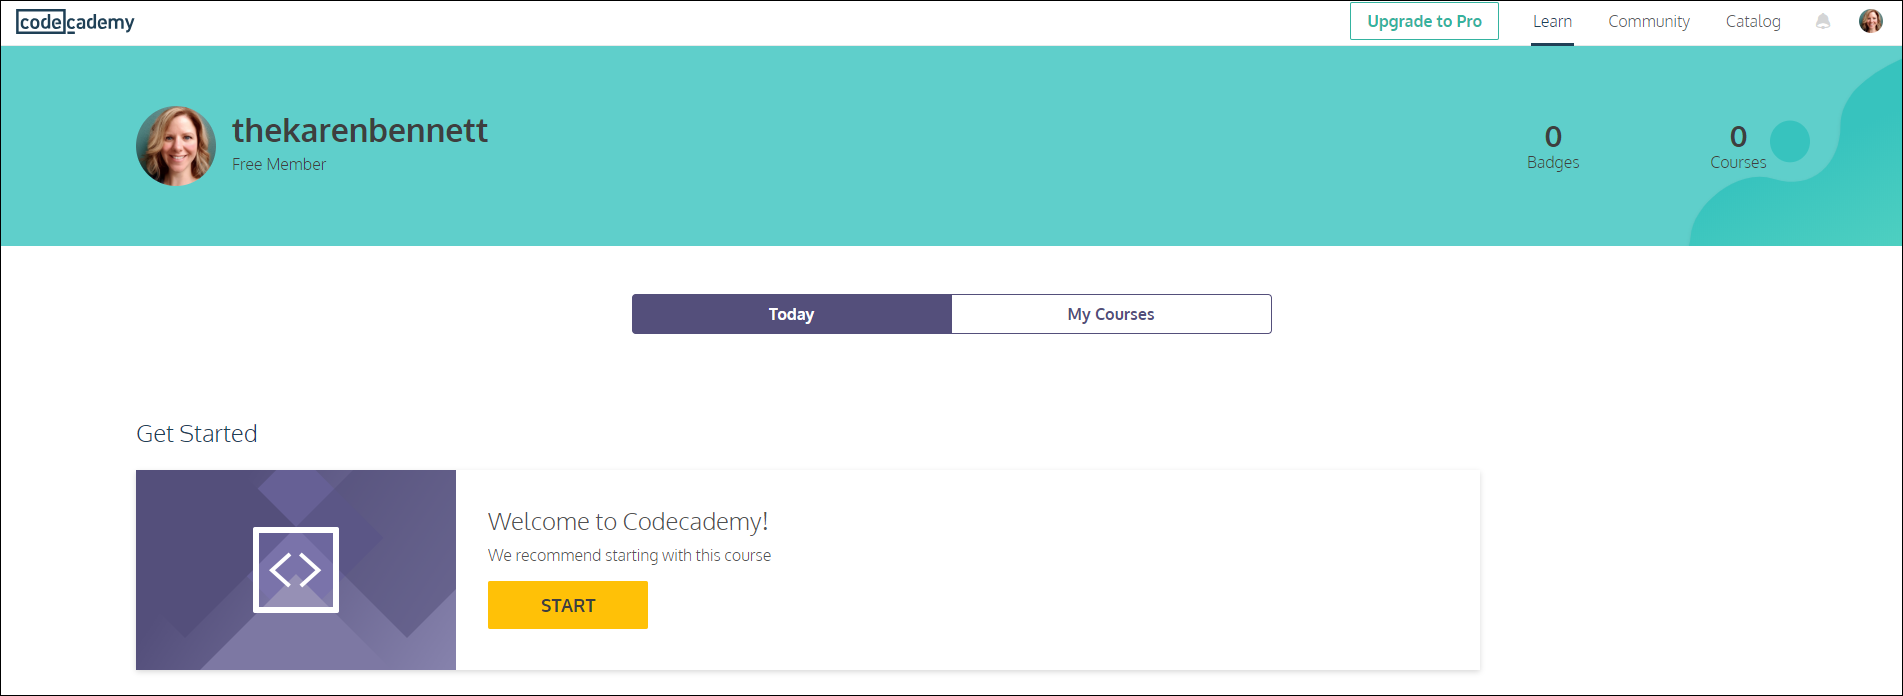 codecademy
Upgrade to Pro
Learn
Community
Catalog
thekarenbennett
Free Member
0
Badges
0
Courses
Today
My Courses
Get Started
Welcome to Codecademy!
We recommend starting with this course
START